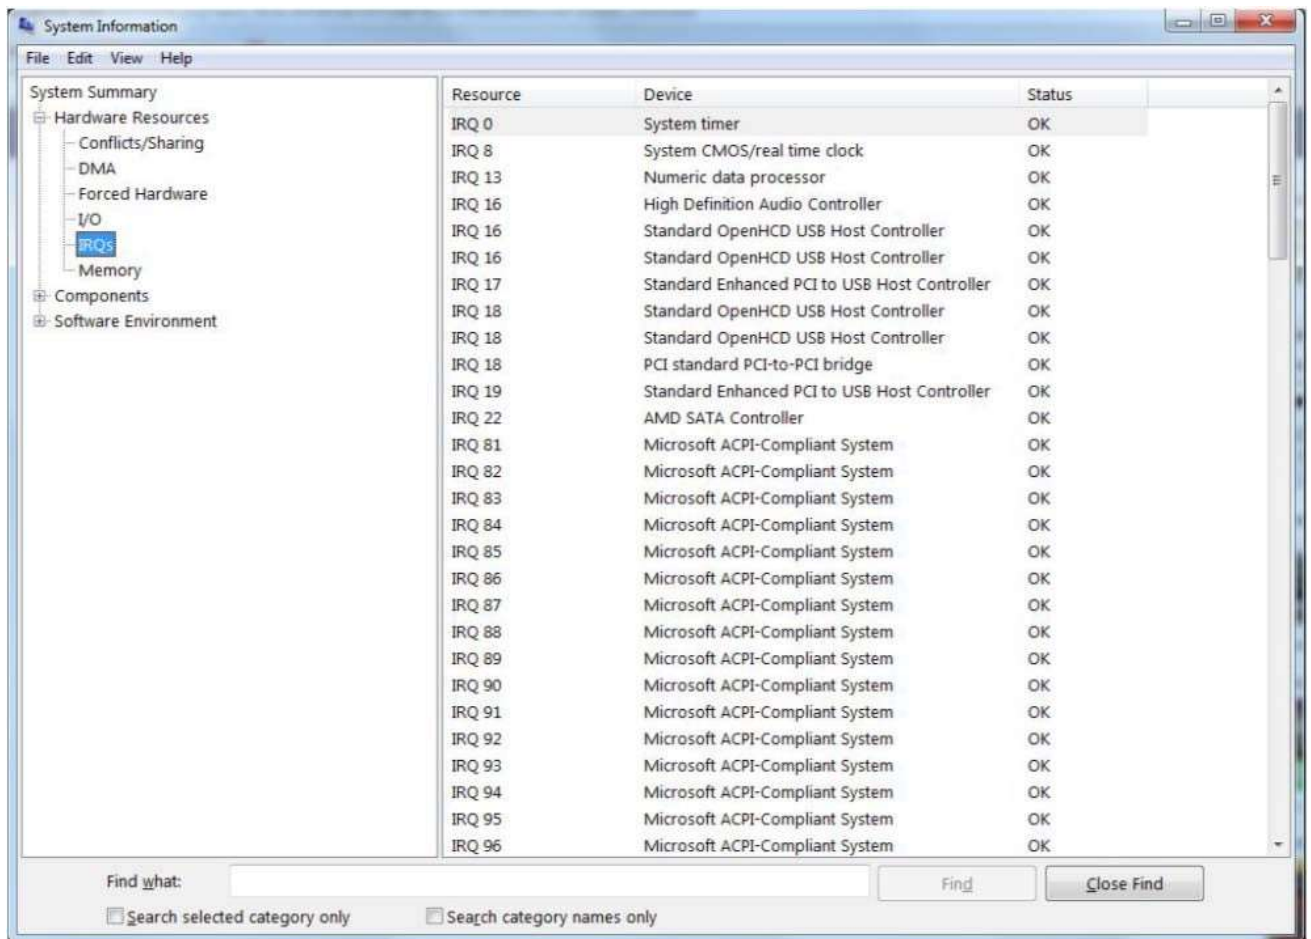 System Information
File Edit View Help
System Summary
Hardware Resources
Conflicts/Sharing
DMA
Forced Hardware
I/O
IRQs
Memory
Components
Software Environment
Resource Device Status
IRQ 0 System timer OK
IRQ 8 System CMOS/real time clock OK
IRQ 13 Numeric data processor OK
IRQ 16 High Definition Audio Controller OK
IRQ 16 Standard OpenHCD USB Host Controller OK
IRQ 16 Standard OpenHCD USB Host Controller OK
IRQ 17 Standard Enhanced PCI to USB Host Controller OK
IRQ 18 Standard OpenHCD USB Host Controller OK
IRQ 18 Standard OpenHCD USB Host Controller OK
IRQ 18 PCI standard PCI-to-PCI bridge OK
IRQ 19 Standard Enhanced PCI to USB Host Controller OK
IRQ 22 AMD SATA Controller OK
IRQ 81 Microsoft ACPI-Compliant System OK
IRQ 82 Microsoft ACPI-Compliant System OK
IRQ 83 Microsoft ACPI-Compliant System OK
IRQ 84 Microsoft ACPI-Compliant System OK
IRQ 85 Microsoft ACPI-Compliant System OK
IRQ 86 Microsoft ACPI-Compliant System OK
IRQ 87 Microsoft ACPI-Compliant System OK
IRQ 88 Microsoft ACPI-Compliant System OK
IRQ 89 Microsoft ACPI-Compliant System OK
IRQ 90 Microsoft ACPI-Compliant System OK
IRQ 91 Microsoft ACPI-Compliant System OK
IRQ 92 Microsoft ACPI-Compliant System OK
IRQ 93 Microsoft ACPI-Compliant System OK
IRQ 94 Microsoft ACPI-Compliant System OK
IRQ 95 Microsoft ACPI-Compliant System OK
IRQ 96 Microsoft ACPI-Compliant System OK
Find what: Find Close Find
Search selected category only Search category names only